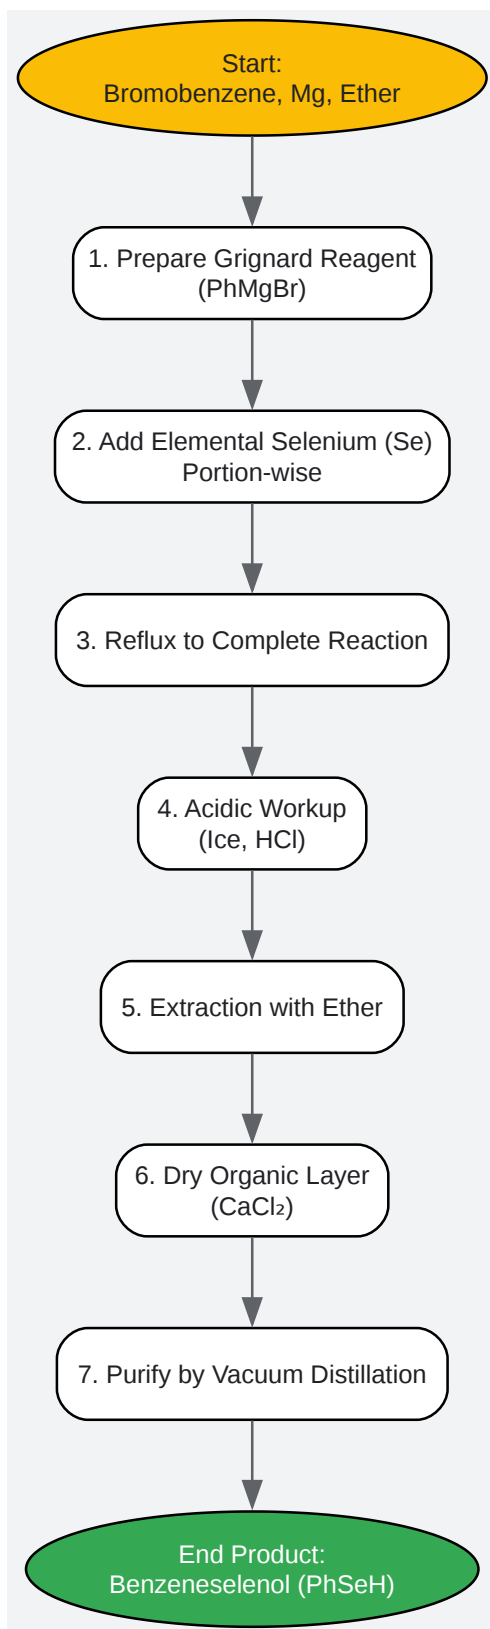 Start:
Bromobenzene, Mg, Ether
1. Prepare Grignard Reagent
(PhMgBr)
2. Add Elemental Selenium (Se)
Portion-wise
3. Reflux to Complete Reaction
4. Acidic Workup
(Ice, HCl)
5. Extraction with Ether
6. Dry Organic Layer
(CaCl₂)
7. Purify by Vacuum Distillation
End Product:
Benzeneselenol (PhSeH)